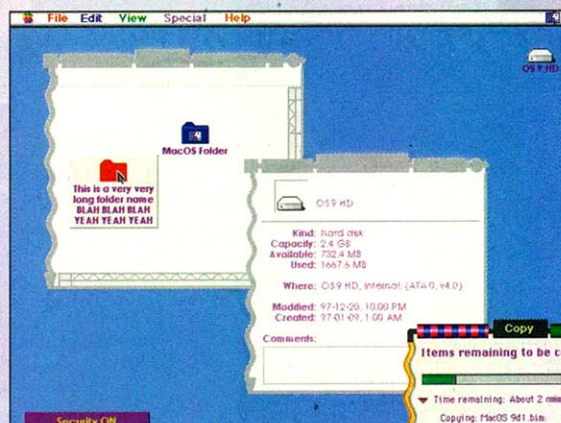 File Edit View Special Help
OS 9 HD
MacOS Folder
This is a very very
long folder name
BLAH BLAH BLAH
YEAH YEAH YEAH
OS9 HD
Kind: hard disk
Capacity: 2.4 GB
Available: 732.4 MB
Used: 1667.6 MB
Where: OS9 HD, internal, (ATA 0, v4.0)
Modified: 97-12-20, 10:00 PM
Created: 97-01-09, 1:00 AM
Comments:
Copy
Items remaining to be c
Time remaining: About 2 min
Copying: MacOS 9d1.bin
Security ON